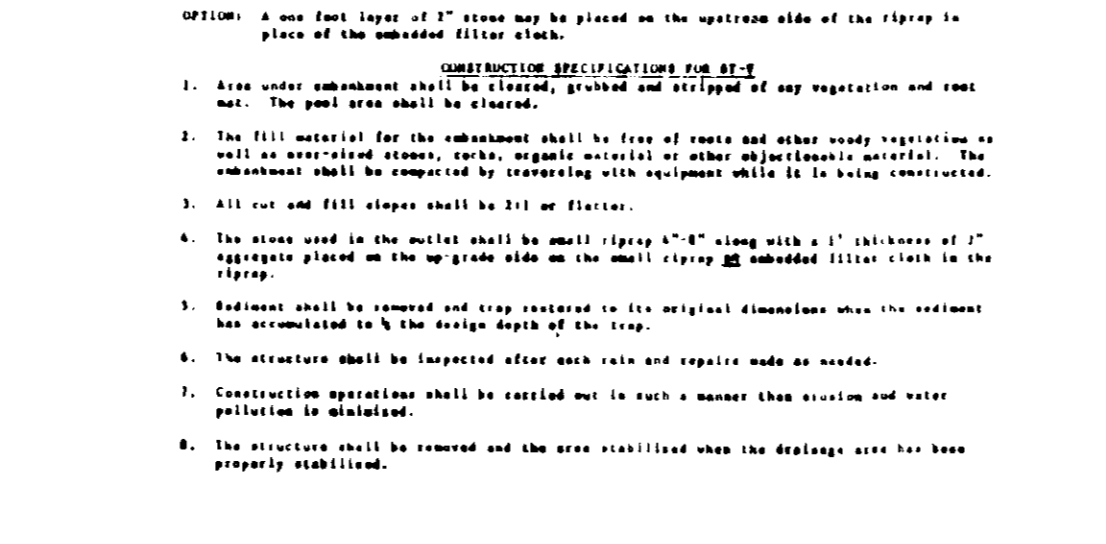 OPTION: A one foot layer of 2" stone may be placed on the upstream side of the riprap in
place of the embedded filter cloth.
CONSTRUCTION SPECIFICATIONS FOR ST-V
1. Area under embankment shall be cleared, grubbed and stripped of any vegetation and root
mat. The pool area shall be cleared.
2. The fill material for the embankment shall be free of roots and other woody vegetation as
well as over-sized stones, rocks, organic material or other objectionable material. The
embankment shall be compacted by traversing with equipment while it is being constructed.
3. All cut and fill slopes shall be 2:1 or flatter.
4. The stone used in the outlet shall be small riprap 4"-8" along with a 1' thickness of 2"
aggregate placed on the up-grade side on the small riprap or embedded filter cloth in the
riprap.
5. Sediment shall be removed and trap restored to its original dimensions when the sediment
has accumulated to ½ the design depth of the trap.
6. The structure shall be inspected after each rain and repairs made as needed.
7. Construction operations shall be carried out in such a manner than erosion and water
pollution is minimized.
8. The structure shall be removed and the area stabilized when the drainage area has been
properly stabilized.